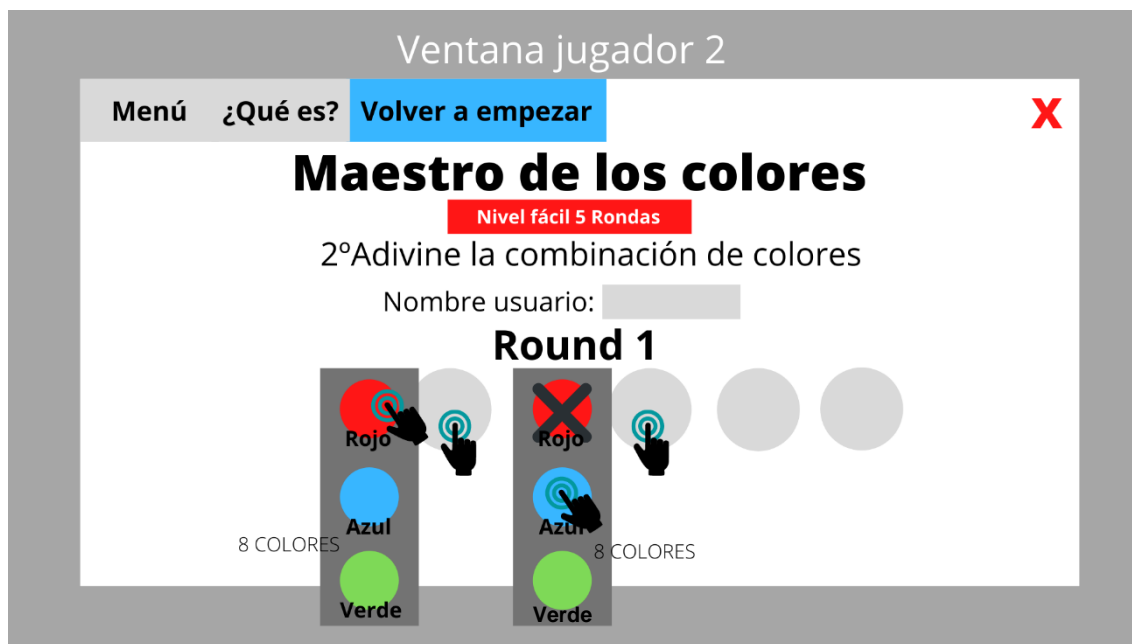 Ventana jugador 2
Menú ¿Qué es? Volver a empezar X
Maestro de los colores
Nivel fácil 5 Rondas
2ºAdivine la combinación de colores
Nombre usuario:
Round 1
Rojo Rojo
Azul Azul
8 COLORES 8 COLORES
Verde Verde